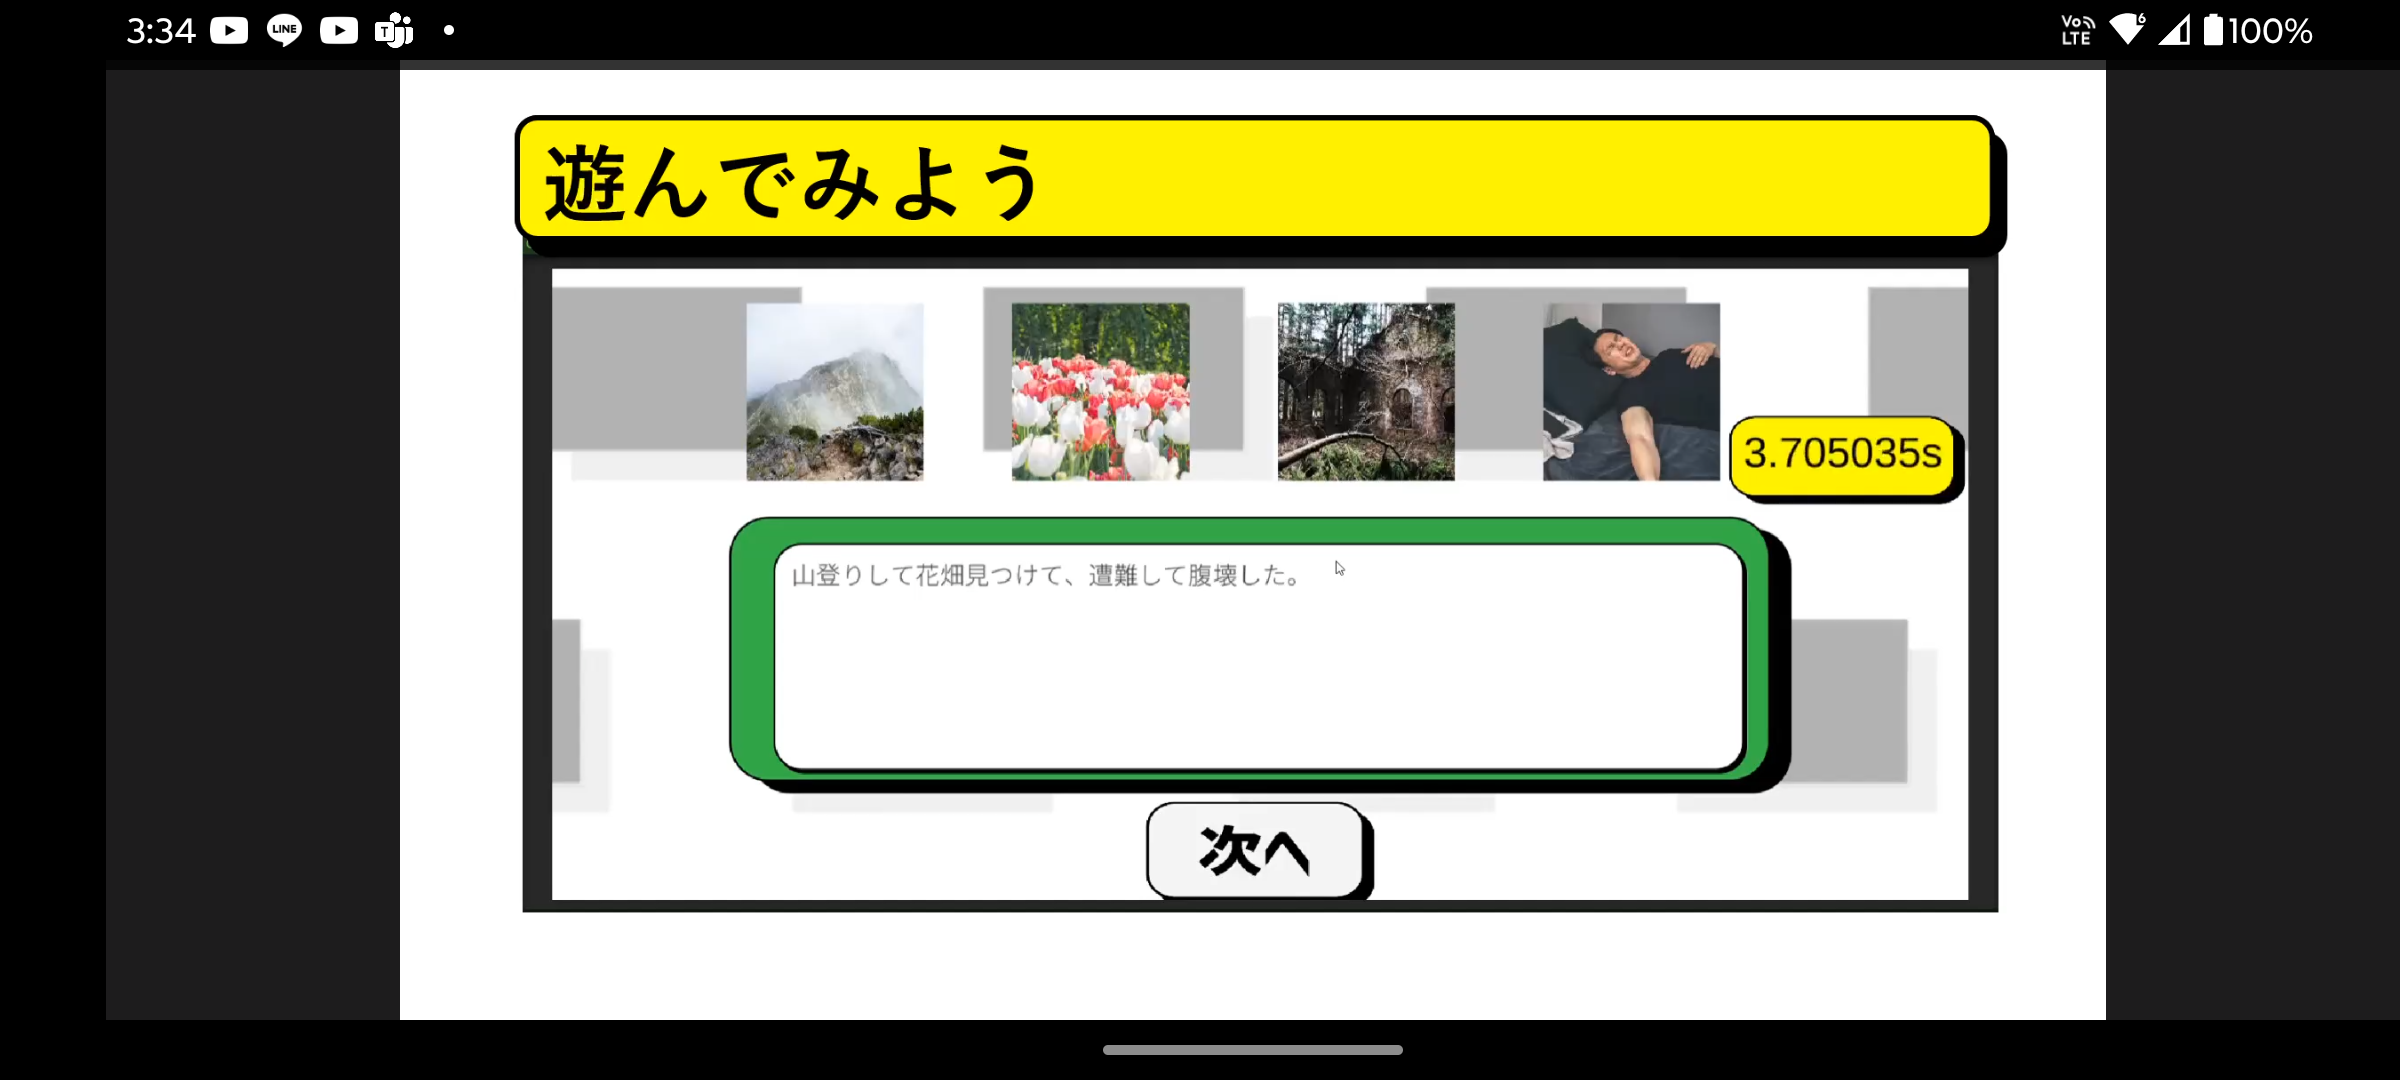 3:34
LINE
T
Vo
LTE
6
100%
遊んでみよう
3.705035s
山登りして花畑見つけて、遭難して腹壊した。
次へ